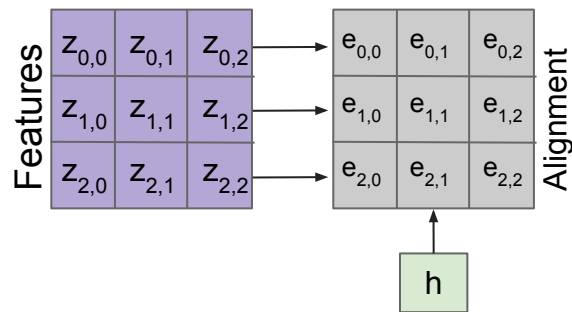 Features
z0,0 z0,1 z0,2 e0,0 e0,1 e0,2
z1,0 z1,1 z1,2 e1,0 e1,1 e1,2
z2,0 z2,1 z2,2 e2,0 e2,1 e2,2
Alignment
h